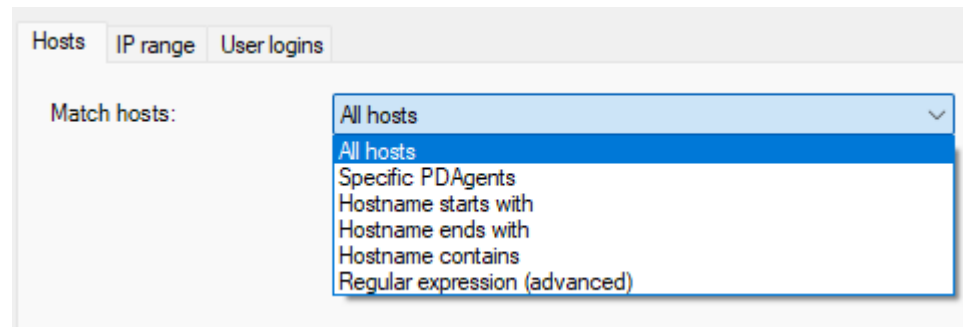 Hosts IP range User logins
Match hosts: All hosts
All hosts
Specific PDAgents
Hostname starts with
Hostname ends with
Hostname contains
Regular expression (advanced)